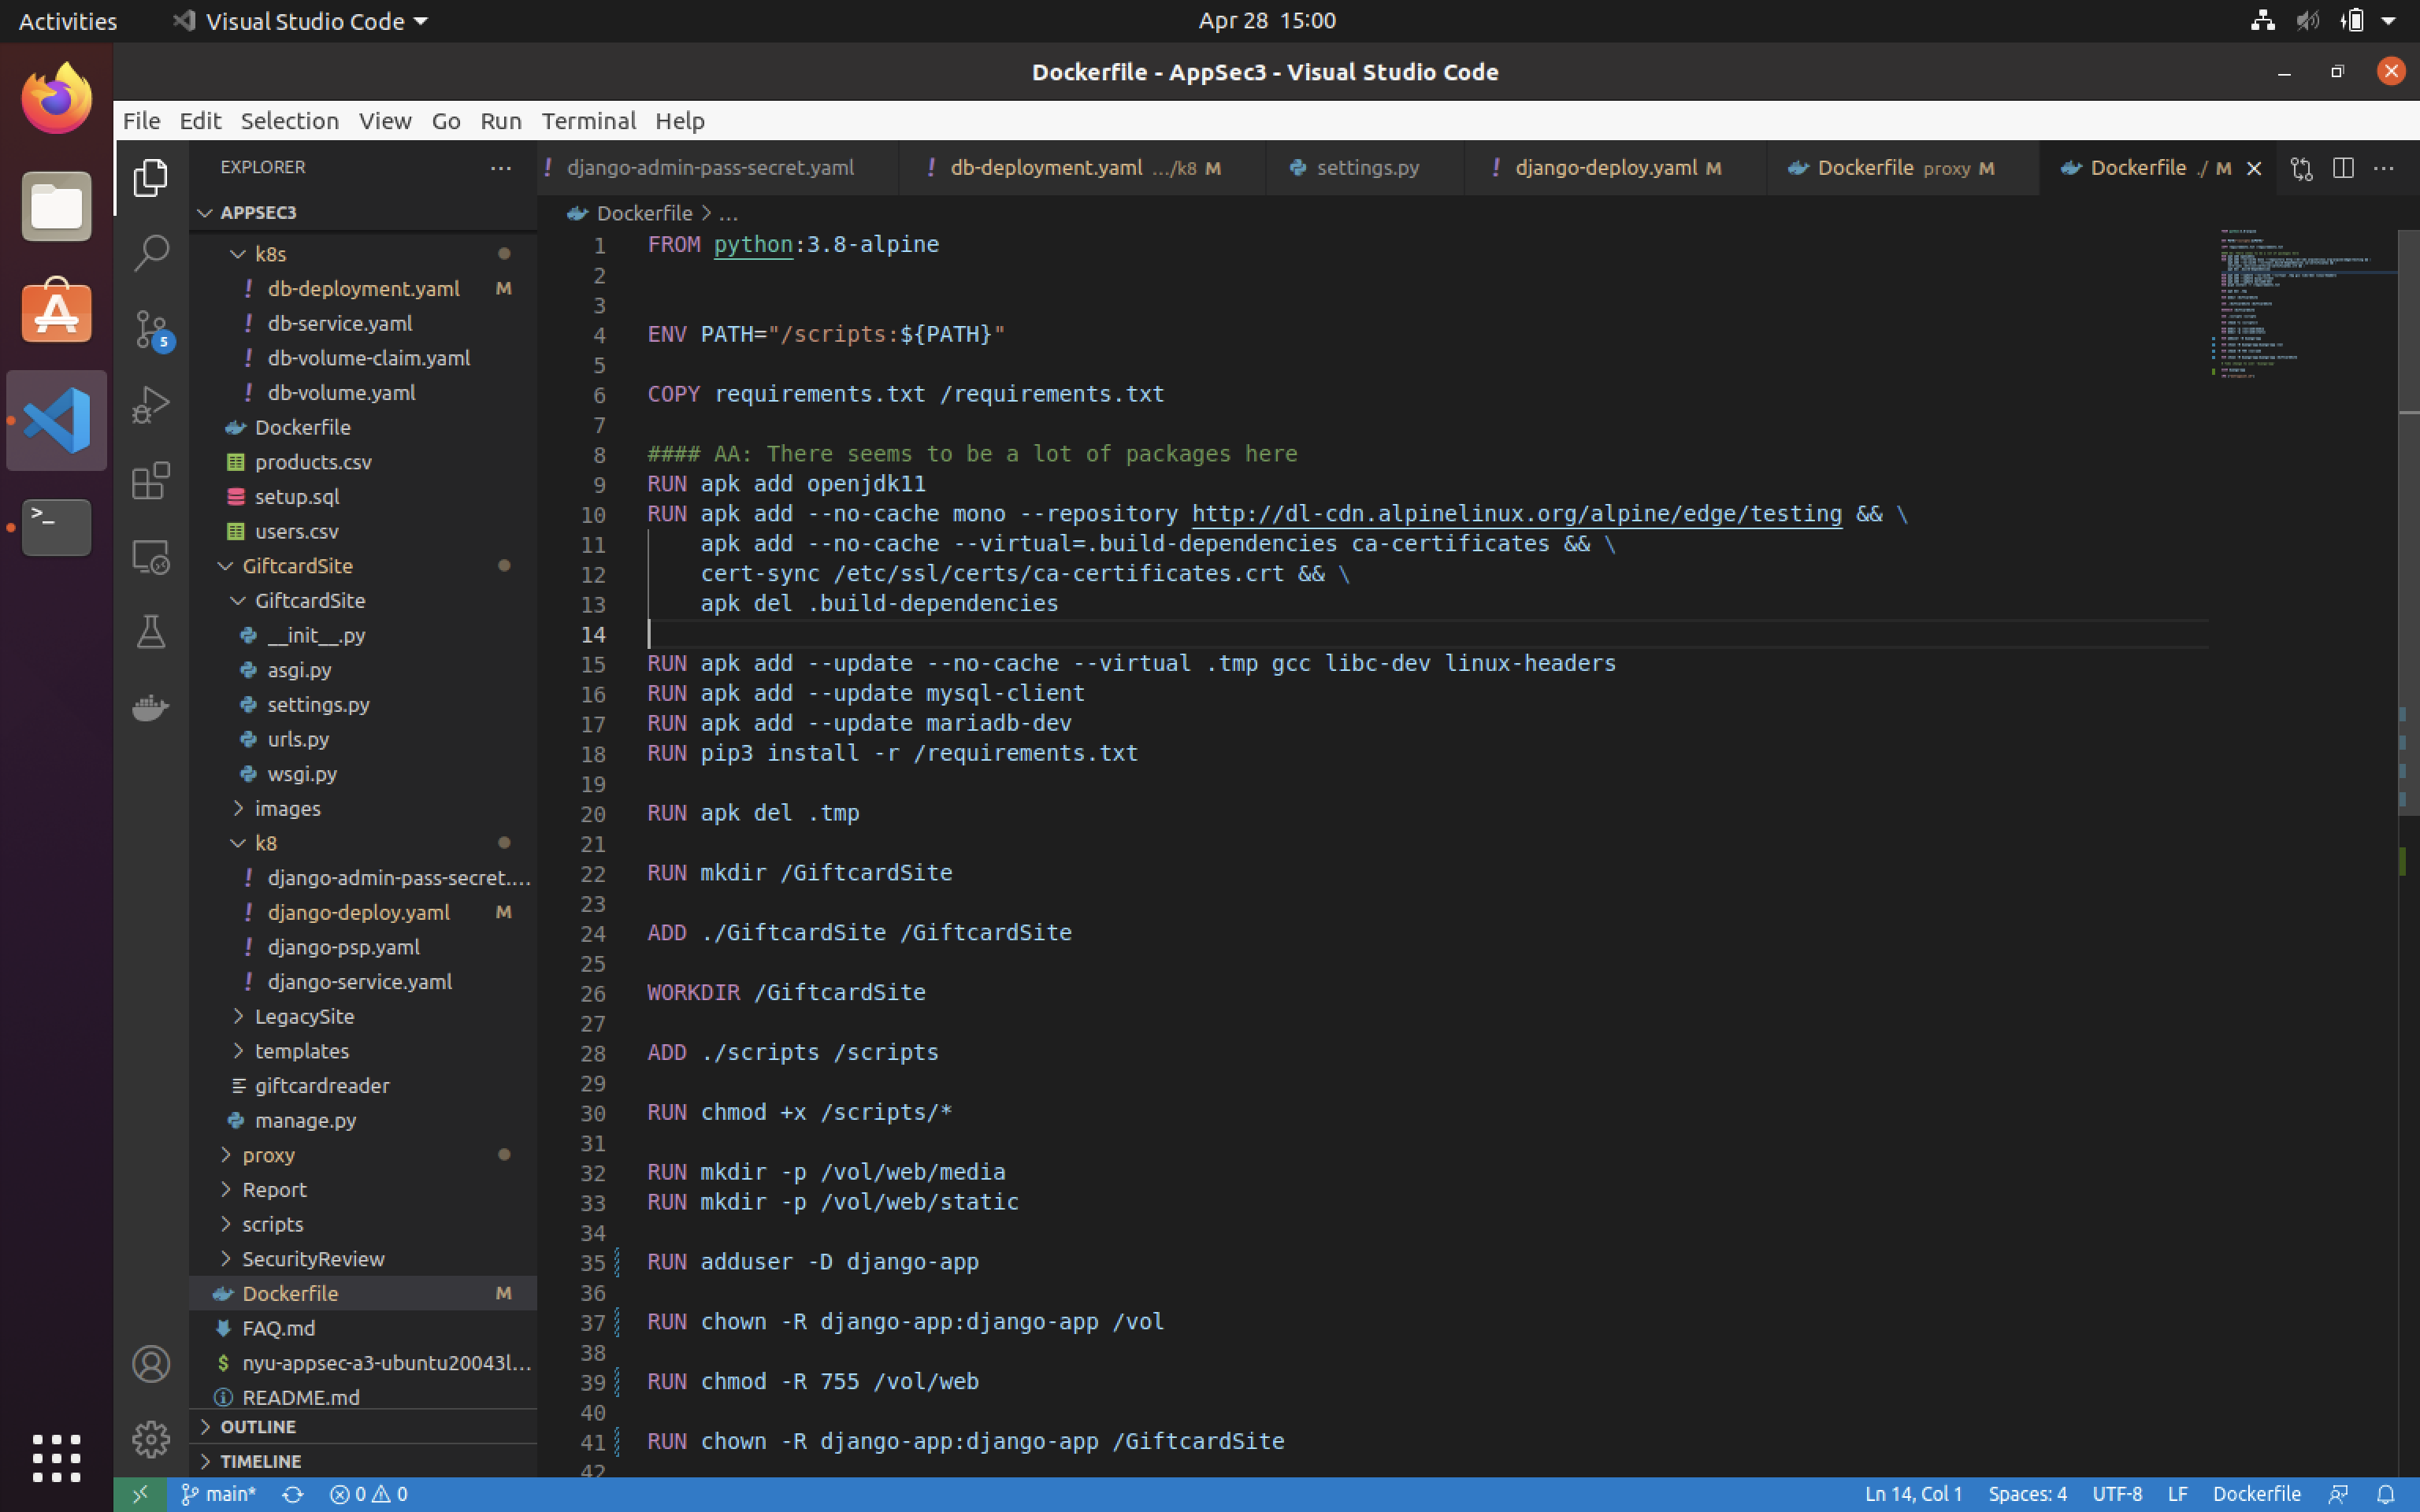 Activities
Visual Studio Code
Apr 28 15:00
Dockerfile - AppSec3 - Visual Studio Code
File Edit Selection View Go Run Terminal Help
EXPLORER
django-admin-pass-secret.yaml
db-deployment.yaml .../k8 M
settings.py
django-deploy.yaml M
Dockerfile proxy M
Dockerfile ./ M
APPSEC3
k8s
db-deployment.yaml M
db-service.yaml
db-volume-claim.yaml
db-volume.yaml
Dockerfile
products.csv
setup.sql
users.csv
GiftcardSite
GiftcardSite
__init__.py
asgi.py
settings.py
urls.py
wsgi.py
images
k8
django-admin-pass-secret....
django-deploy.yaml M
django-psp.yaml
django-service.yaml
LegacySite
templates
giftcardreader
manage.py
proxy
Report
scripts
SecurityReview
Dockerfile M
FAQ.md
nyu-appsec-a3-ubuntu20043l...
README.md
OUTLINE
TIMELINE
5
Dockerfile > ...
1 FROM python:3.8-alpine
2
3
4 ENV PATH="/scripts:${PATH}"
5
6 COPY requirements.txt /requirements.txt
7
8 #### AA: There seems to be a lot of packages here
9 RUN apk add openjdk11
10 RUN apk add --no-cache mono --repository http://dl-cdn.alpinelinux.org/alpine/edge/testing && \
11 apk add --no-cache --virtual=.build-dependencies ca-certificates && \
12 cert-sync /etc/ssl/certs/ca-certificates.crt && \
13 apk del .build-dependencies
14
15 RUN apk add --update --no-cache --virtual .tmp gcc libc-dev linux-headers
16 RUN apk add --update mysql-client
17 RUN apk add --update mariadb-dev
18 RUN pip3 install -r /requirements.txt
19
20 RUN apk del .tmp
21
22 RUN mkdir /GiftcardSite
23
24 ADD ./GiftcardSite /GiftcardSite
25
26 WORKDIR /GiftcardSite
27
28 ADD ./scripts /scripts
29
30 RUN chmod +x /scripts/*
31
32 RUN mkdir -p /vol/web/media
33 RUN mkdir -p /vol/web/static
34
35 RUN adduser -D django-app
36
37 RUN chown -R django-app:django-app /vol
38
39 RUN chmod -R 755 /vol/web
40
41 RUN chown -R django-app:django-app /GiftcardSite
42
main* 0 0
Ln 14, Col 1 Spaces: 4 UTF-8 LF Dockerfile